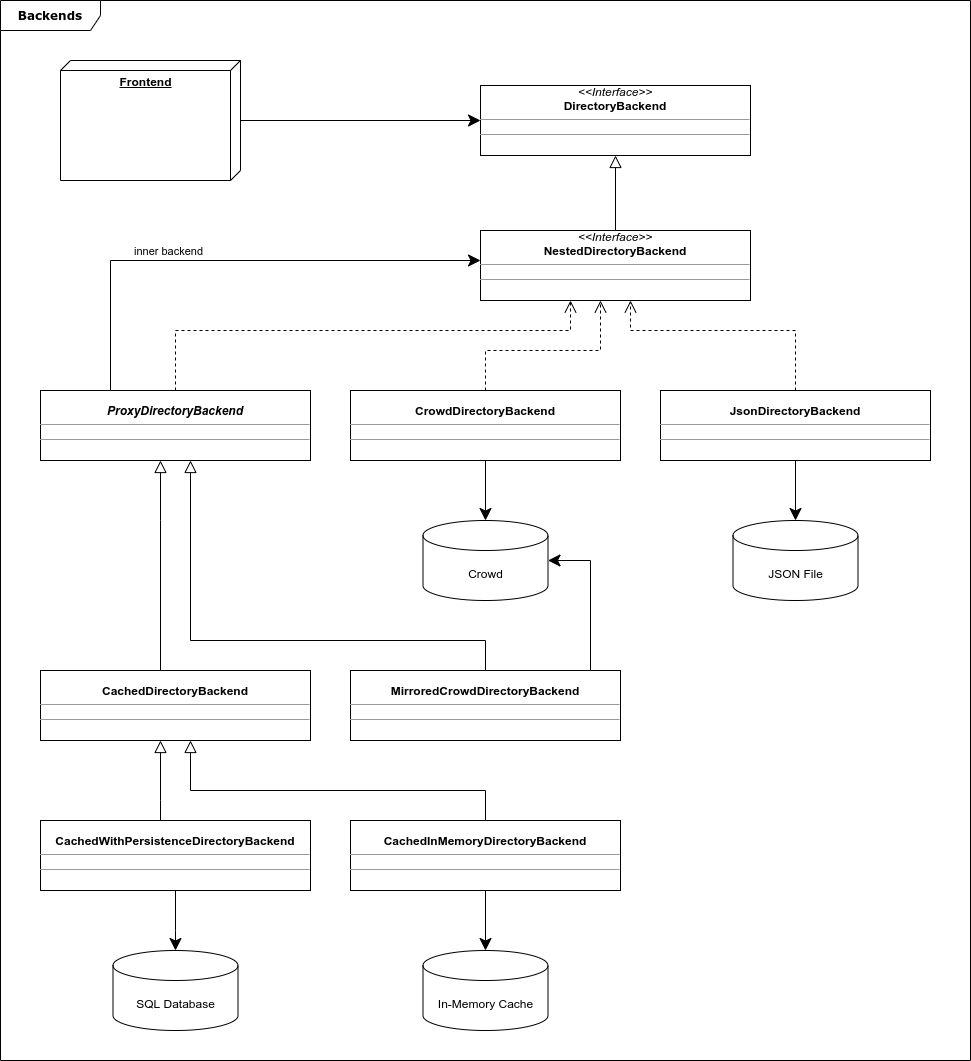 Backends
Frontend
<<Interface>>
DirectoryBackend
<<Interface>>
NestedDirectoryBackend
inner backend
ProxyDirectoryBackend
CrowdDirectoryBackend
JsonDirectoryBackend
Crowd
JSON File
CachedDirectoryBackend
MirroredCrowdDirectoryBackend
CachedWithPersistenceDirectoryBackend
CachedInMemoryDirectoryBackend
SQL Database
In-Memory Cache